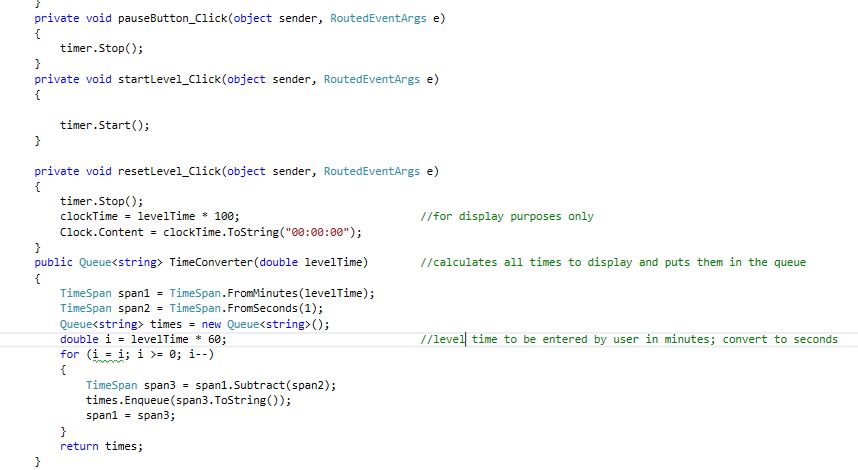 }
private void pauseButton_Click(object sender, RoutedEventArgs e)
{
timer.Stop();
}
private void startLevel_Click(object sender, RoutedEventArgs e)
{
timer.Start();
}
private void resetLevel_Click(object sender, RoutedEventArgs e)
{
timer.Stop();
clockTime = levelTime * 100; //for display purposes only
Clock.Content = clockTime.ToString("00:00:00");
}
public Queue<string> TimeConverter(double levelTime) //calculates all times to display and puts them in the queue
{
TimeSpan span1 = TimeSpan.FromMinutes(levelTime);
TimeSpan span2 = TimeSpan.FromSeconds(1);
Queue<string> times = new Queue<string>();
double i = levelTime * 60; //level time to be entered by user in minutes; convert to seconds
for (i = i; i >= 0; i--)
{
TimeSpan span3 = span1.Subtract(span2);
times.Enqueue(span3.ToString());
span1 = span3;
}
return times;
}